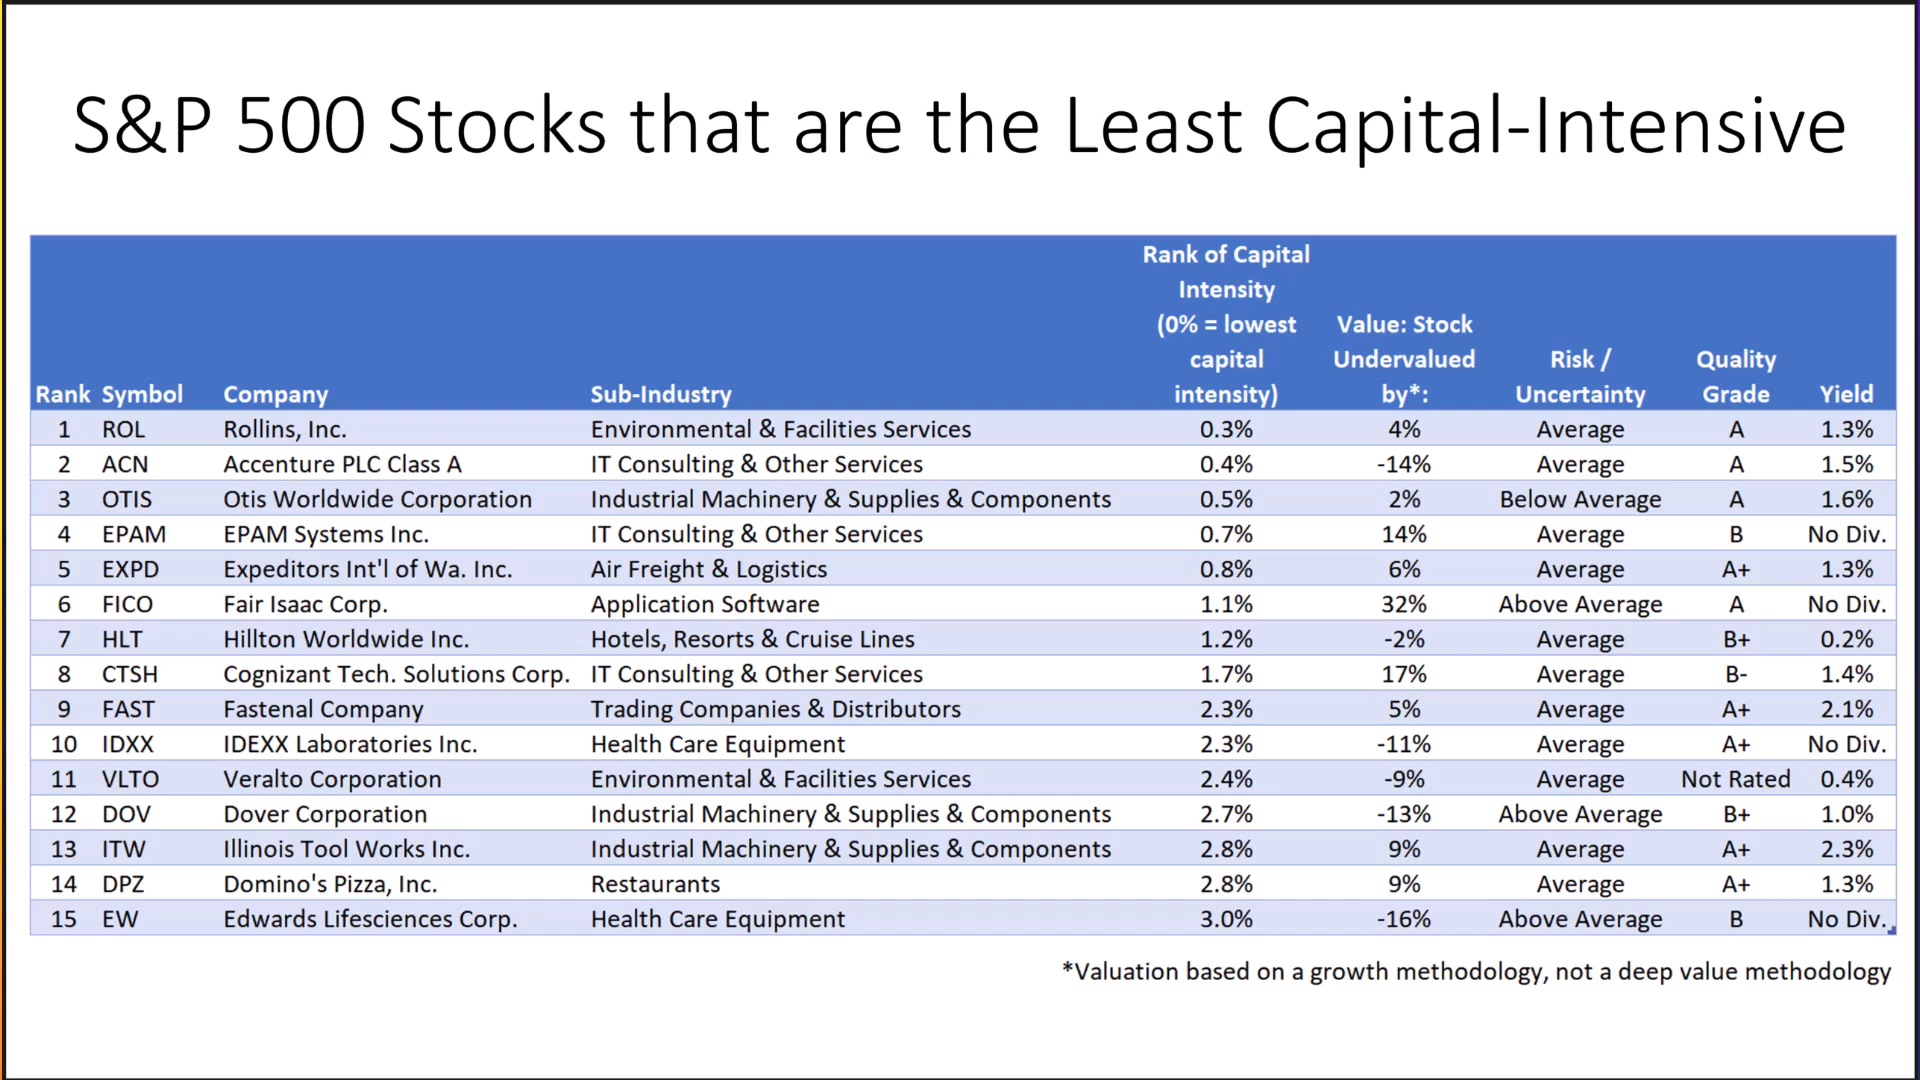 S&P 500 Stocks that are the Least Capital-Intensive
Rank Symbol Company Sub-Industry Rank of Capital Intensity (0% = lowest capital intensity) Value: Stock Undervalued by*: Risk / Uncertainty Quality Grade Yield
1 ROL Rollins, Inc. Environmental & Facilities Services 0.3% 4% Average A 1.3%
2 ACN Accenture PLC Class A IT Consulting & Other Services 0.4% -14% Average A 1.5%
3 OTIS Otis Worldwide Corporation Industrial Machinery & Supplies & Components 0.5% 2% Below Average A 1.6%
4 EPAM EPAM Systems Inc. IT Consulting & Other Services 0.7% 14% Average B No Div.
5 EXPD Expeditors Int'l of Wa. Inc. Air Freight & Logistics 0.8% 6% Average A+ 1.3%
6 FICO Fair Isaac Corp. Application Software 1.1% 32% Above Average A No Div.
7 HLT Hillton Worldwide Inc. Hotels, Resorts & Cruise Lines 1.2% -2% Average B+ 0.2%
8 CTSH Cognizant Tech. Solutions Corp. IT Consulting & Other Services 1.7% 17% Average B- 1.4%
9 FAST Fastenal Company Trading Companies & Distributors 2.3% 5% Average A+ 2.1%
10 IDXX IDEXX Laboratories Inc. Health Care Equipment 2.3% -11% Average A+ No Div.
11 VLTO Veralto Corporation Environmental & Facilities Services 2.4% -9% Average Not Rated 0.4%
12 DOV Dover Corporation Industrial Machinery & Supplies & Components 2.7% -13% Above Average B+ 1.0%
13 ITW Illinois Tool Works Inc. Industrial Machinery & Supplies & Components 2.8% 9% Average A+ 2.3%
14 DPZ Domino's Pizza, Inc. Restaurants 2.8% 9% Average A+ 1.3%
15 EW Edwards Lifesciences Corp. Health Care Equipment 3.0% -16% Above Average B No Div.
*Valuation based on a growth methodology, not a deep value methodology